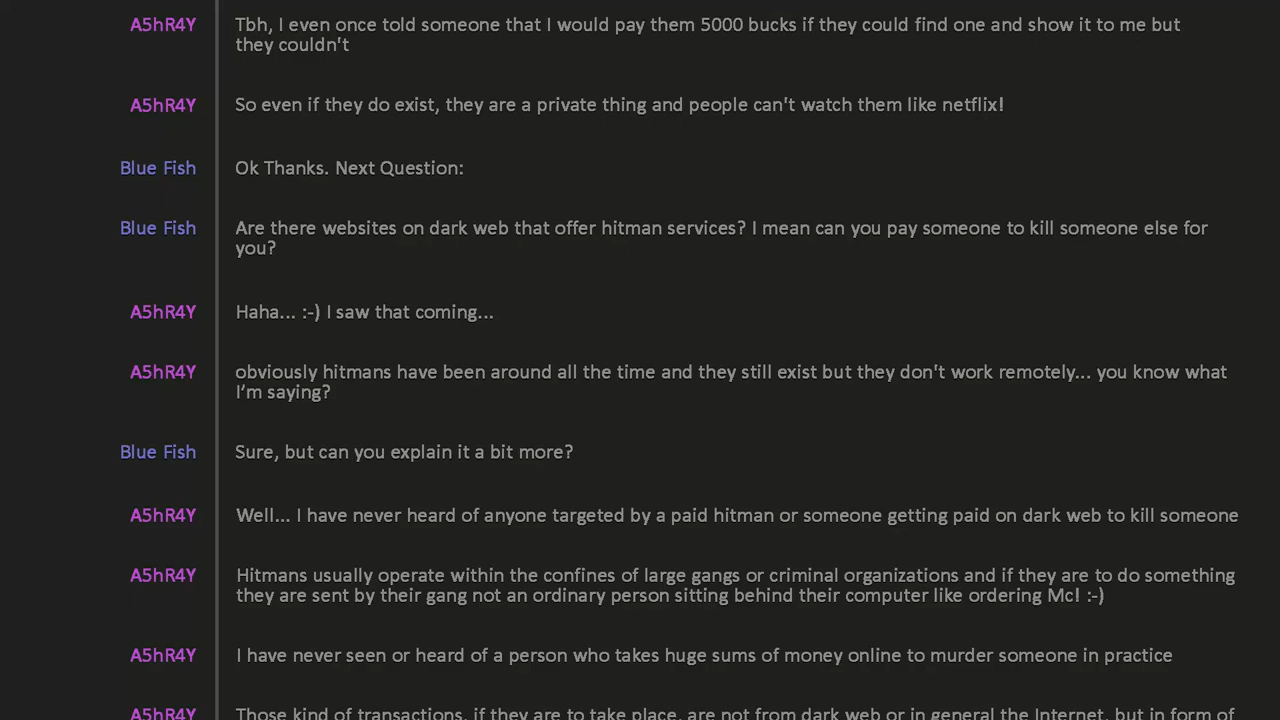 A5hR4Y Tbh, I even once told someone that I would pay them 5000 bucks if they could find one and show it to me but
they couldn't
A5hR4Y So even if they do exist, they are a private thing and people can't watch them like netflix!
Blue Fish Ok Thanks. Next Question:
Blue Fish Are there websites on dark web that offer hitman services? I mean can you pay someone to kill someone else for
you?
A5hR4Y Haha... :-) I saw that coming...
A5hR4Y obviously hitmans have been around all the time and they still exist but they don't work remotely... you know what
I'm saying?
Blue Fish Sure, but can you explain it a bit more?
A5hR4Y Well... I have never heard of anyone targeted by a paid hitman or someone getting paid on dark web to kill someone
A5hR4Y Hitmans usually operate within the confines of large gangs or criminal organizations and if they are to do something
they are sent by their gang not an ordinary person sitting behind their computer like ordering Mc! :-)
A5hR4Y I have never seen or heard of a person who takes huge sums of money online to murder someone in practice
A5hR4Y Those kind of transactions, if they are to take place, are not from dark web or in general the Internet, but in form of